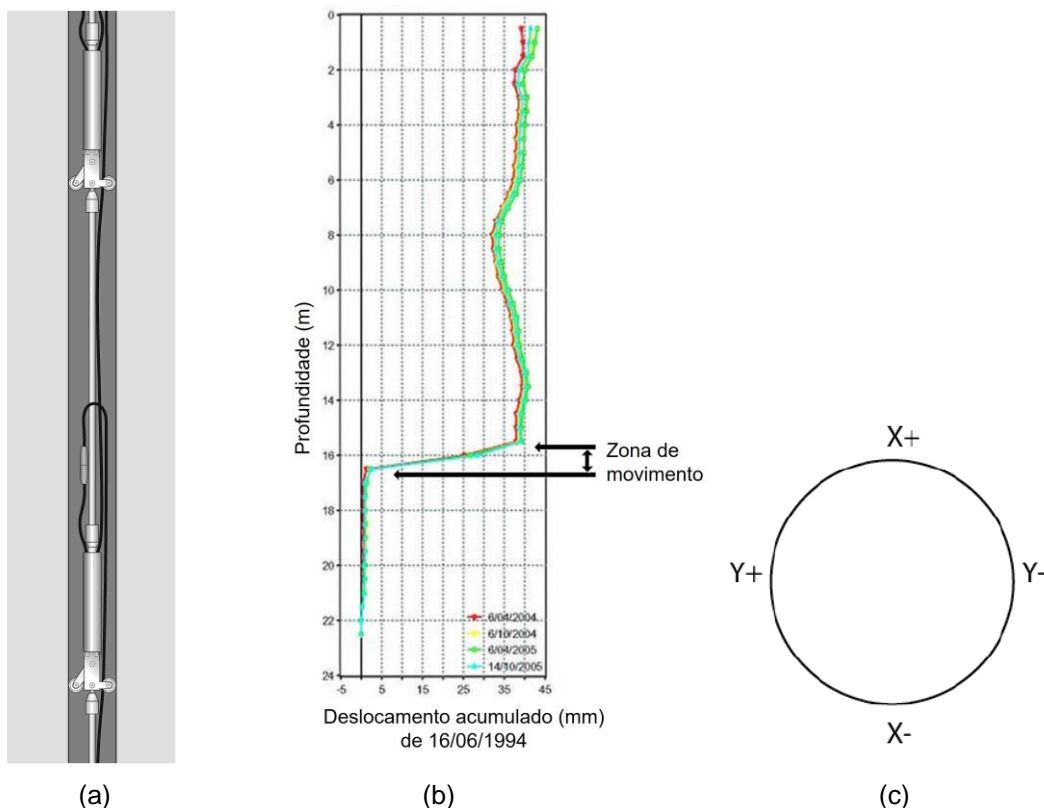 0
2
4
6
8
10
12
14
16
18
20
22
24
Profundidade (m)
Zona de
movimento
6/04/2004
6/10/2004
6/04/2005
14/10/2005
-5 5 15 25 35 45
Deslocamento acumulado (mm)
de 16/06/1994
X+
Y+ Y-
X-
(a) (b) (c)